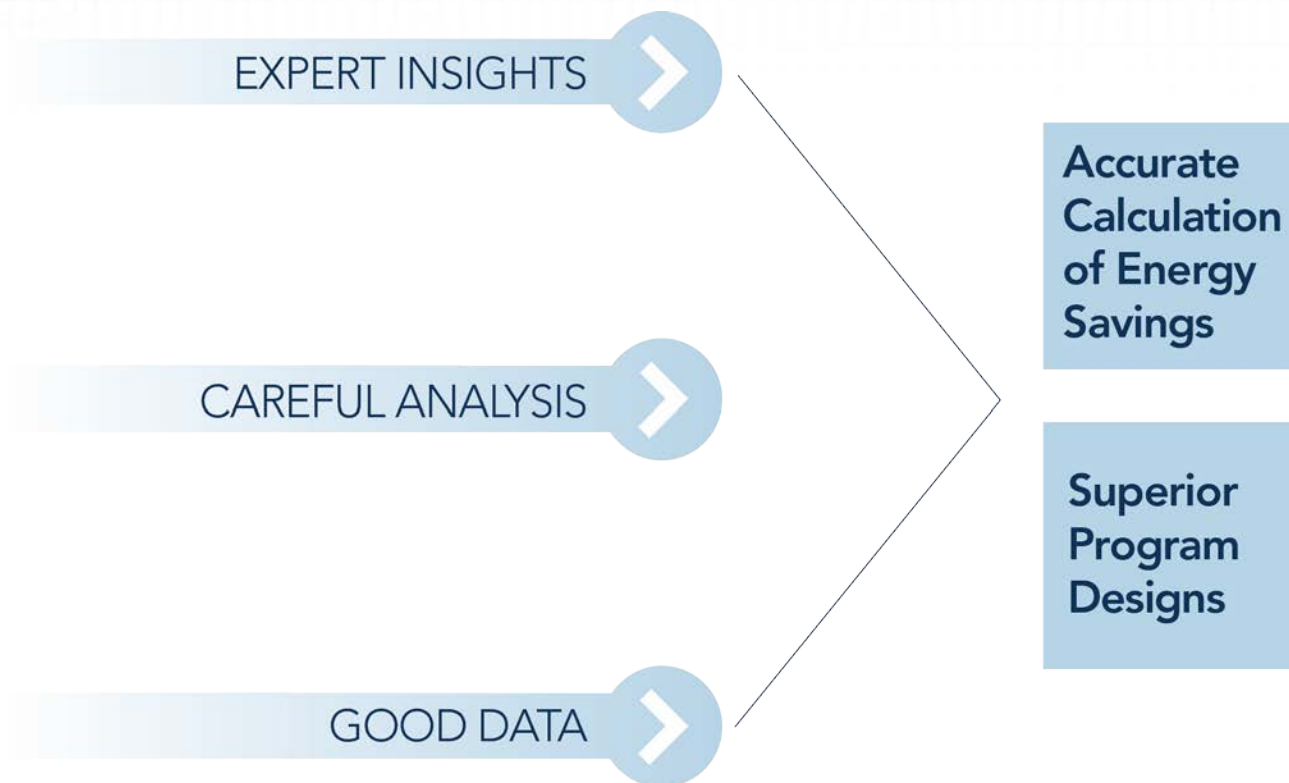 EXPERT INSIGHTS
CAREFUL ANALYSIS
GOOD DATA
Accurate
Calculation
of Energy
Savings
Superior
Program
Designs